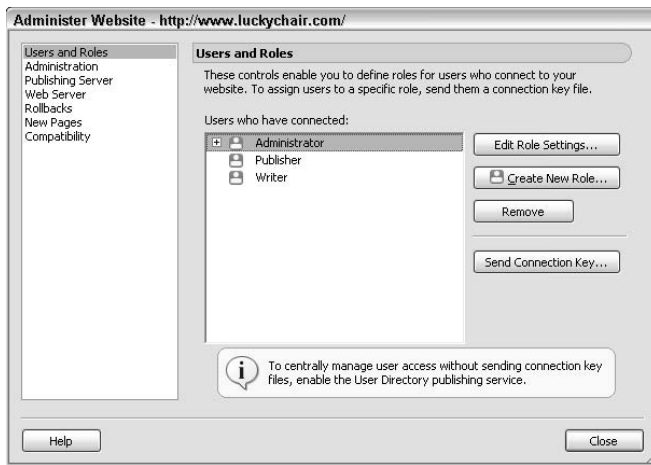 Administer Website - http://www.luckychair.com/
Users and Roles
Administration
Publishing Server
Web Server
Rollbacks
New Pages
Compatibility
Users and Roles
These controls enable you to define roles for users who connect to your
website. To assign users to a specific role, send them a connection key file.
Users who have connected:
Administrator
Publisher
Writer
Edit Role Settings...
Create New Role...
Remove
Send Connection Key...
To centrally manage user access without sending connection key
files, enable the User Directory publishing service.
Help
Close